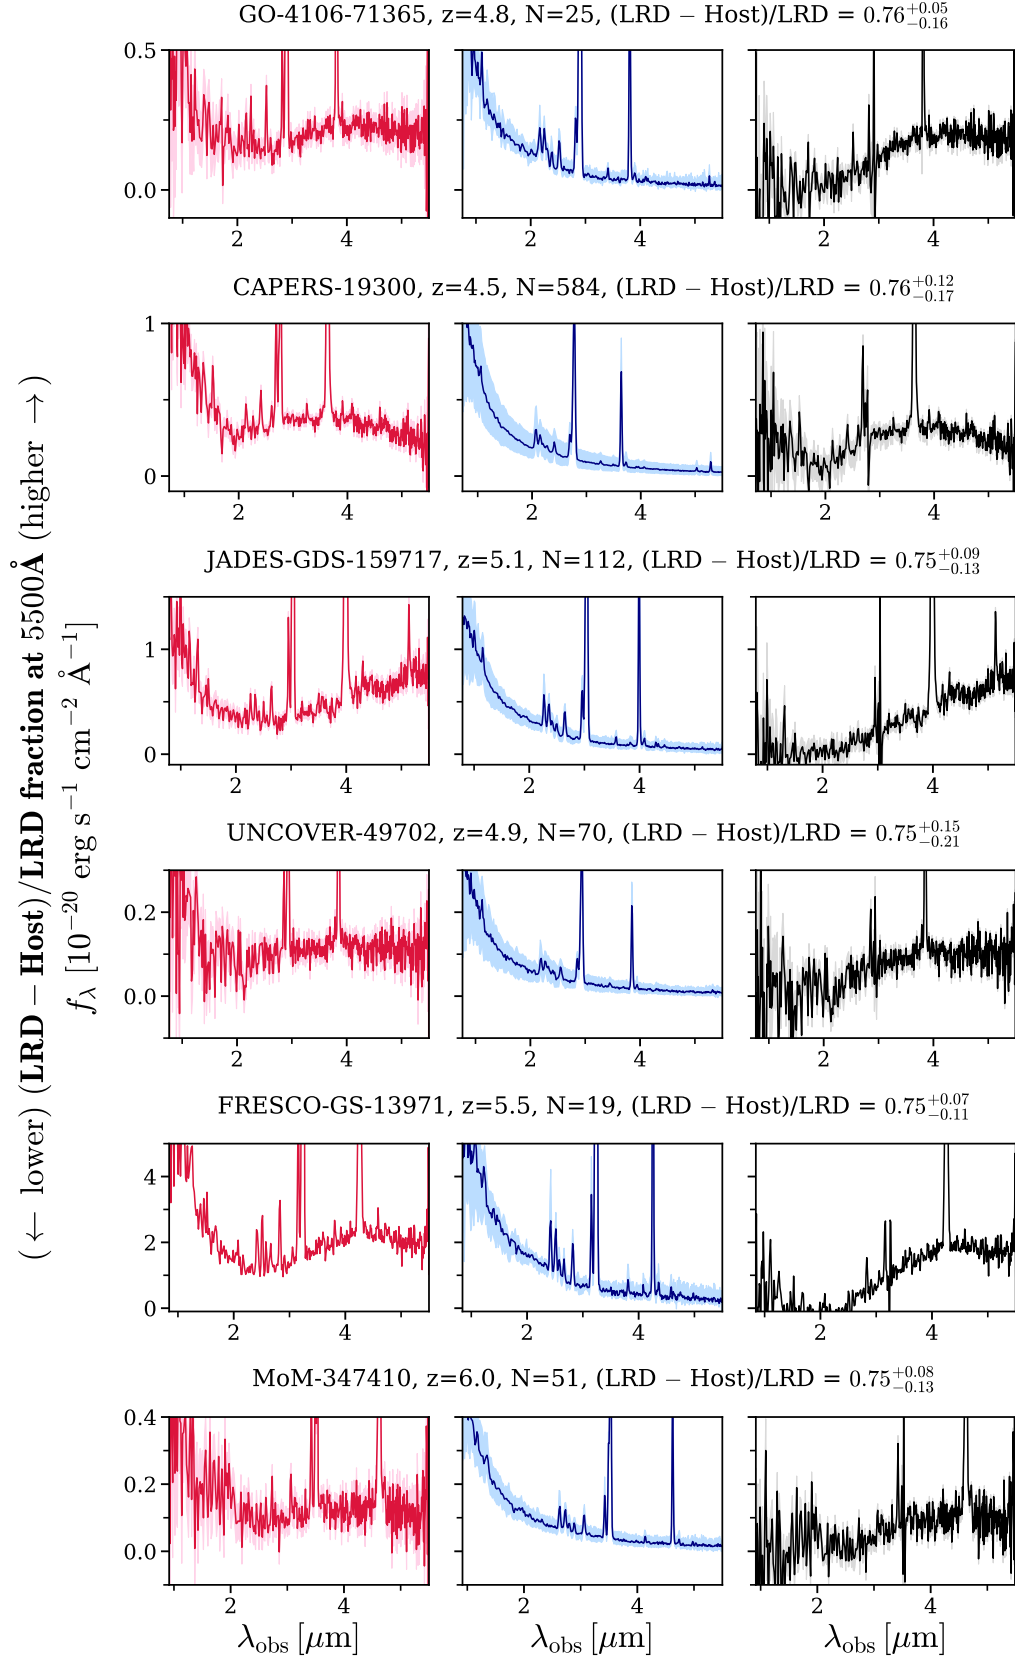 GO-4106-71365, z=4.8, N=25, (LRD − Host)/LRD = 0.76 +0.05 −0.16
0.5
0.0
2 4
2 4
2 4
CAPERS-19300, z=4.5, N=584, (LRD − Host)/LRD = 0.76 +0.12 −0.17
1
0
2 4
2 4
2 4
JADES-GDS-159717, z=5.1, N=112, (LRD − Host)/LRD = 0.75 +0.09 −0.13
1
0
2 4
2 4
2 4
UNCOVER-49702, z=4.9, N=70, (LRD − Host)/LRD = 0.75 +0.15 −0.21
0.2
0.0
2 4
2 4
2 4
FRESCO-GS-13971, z=5.5, N=19, (LRD − Host)/LRD = 0.75 +0.07 −0.11
4
2
0
2 4
2 4
2 4
MoM-347410, z=6.0, N=51, (LRD − Host)/LRD = 0.75 +0.08 −0.13
0.4
0.2
0.0
2 4
2 4
2 4
λobs [μm]
λobs [μm]
λobs [μm]
(← lower) (LRD − Host)/LRD fraction at 5500Å (higher →)
fλ [10⁻²⁰ erg s⁻¹ cm⁻² Å⁻¹]